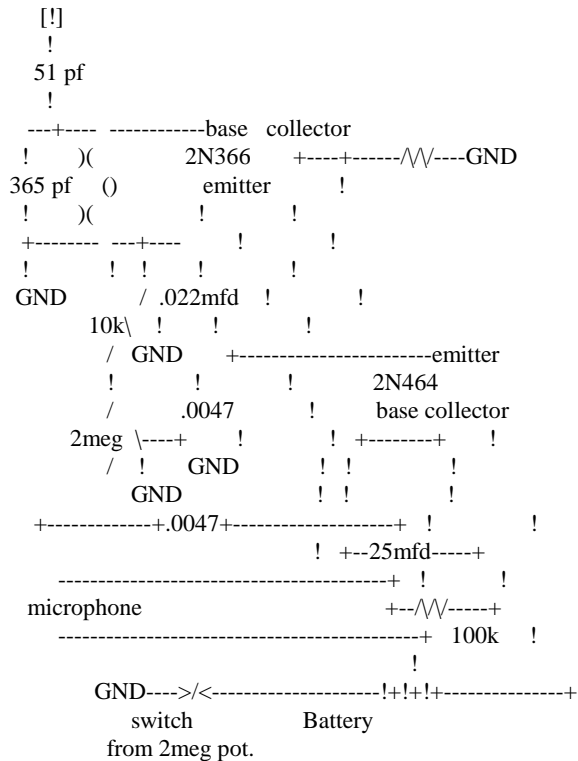 [!]
!
51 pf
!
---+---- ------------base collector
! )( 2N366 +----+------/\/\/----GND
365 pf () emitter !
! )( ! !
+-------- ---+---- ! !
! ! ! ! !
GND / .022mfd ! !
10k\ ! ! !
/ GND +------------------------emitter
! ! ! 2N464
/ .0047 ! base collector
2meg \----+ ! ! +--------+ !
/ ! GND ! ! !
GND ! ! !
+-------------+.0047+--------------------+ ! !
! +--25mfd-----+
-----------------------------------------+ ! !
microphone +--/\/\/-----+
---------------------------------------------+ 100k !
!
GND---->/<---------------------!+!+!+---------------+
switch Battery
from 2meg pot.